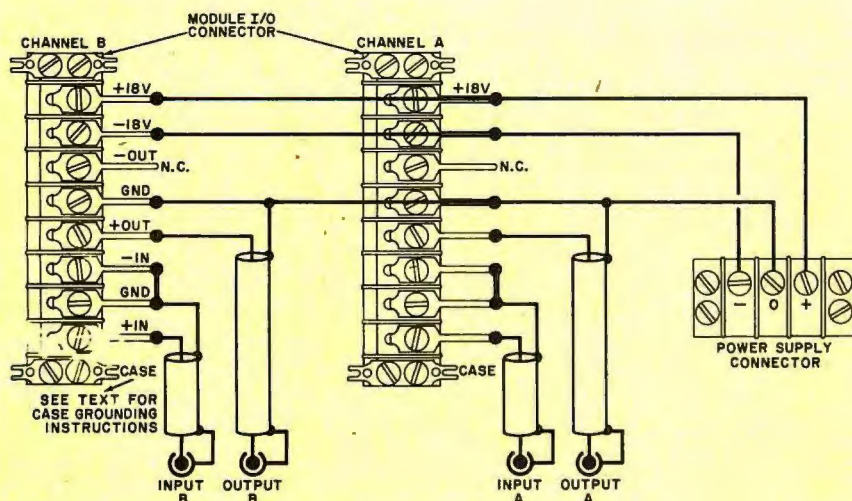 MODULE I/O
CONNECTOR
CHANNEL B
CHANNEL A
+18V
+18V
−18V
−OUT
N.C.
N.C.
GND
+OUT
−IN
GND
+IN
− O +
POWER SUPPLY
CONNECTOR
CASE
CASE
SEE TEXT FOR
CASE GROUNDING
INSTRUCTIONS
INPUT
B
OUTPUT
B
INPUT
A
OUTPUT
A